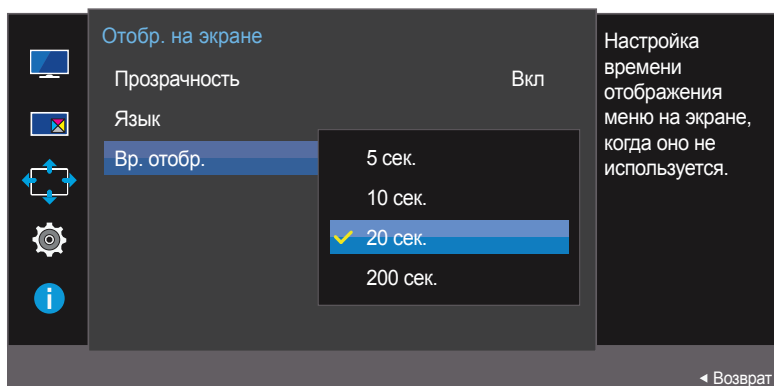 Отобр. на экране
Прозрачность Вкл
Язык
Вр. отобр.
5 сек.
10 сек.
20 сек.
200 сек.
Настройка
времени
отображения
меню на экране,
когда оно не
используется.
Возврат